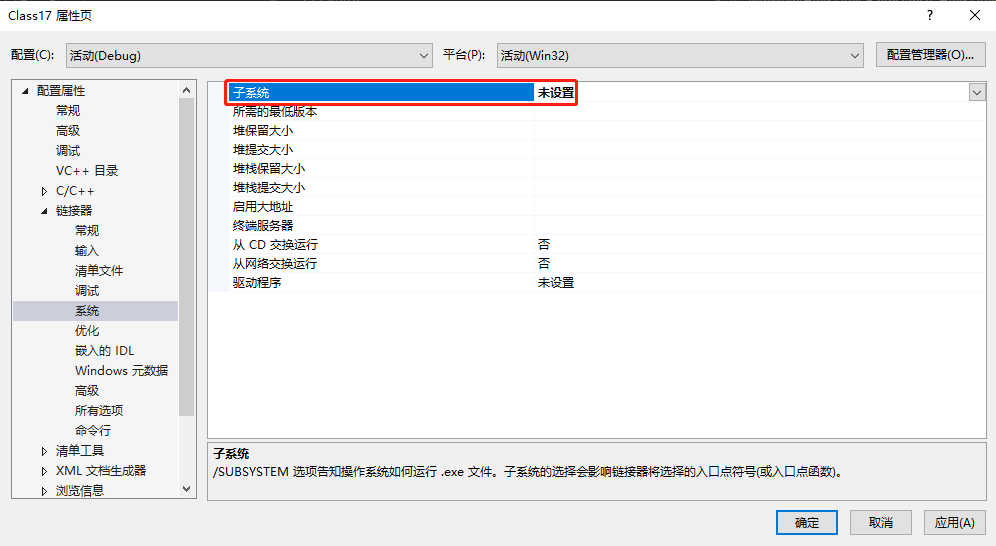 Class17 属性页
?
配置(C): 活动(Debug) 平台(P): 活动(Win32) 配置管理器(O)...
配置属性
常规
高级
调试
VC++ 目录
C/C++
链接器
常规
输入
清单文件
调试
系统
优化
嵌入的 IDL
Windows 元数据
高级
所有选项
命令行
清单工具
XML 文档生成器
浏览信息
子系统 未设置
所需的最低版本
堆保留大小
堆提交大小
堆栈保留大小
堆栈提交大小
启用大地址
终端服务器
从 CD 交换运行 否
从网络交换运行 否
驱动程序 未设置
子系统
/SUBSYSTEM 选项告知操作系统如何运行 .exe 文件。子系统的选择会影响链接器将选择的入口点符号(或入口点函数)。
确定 取消 应用(A)